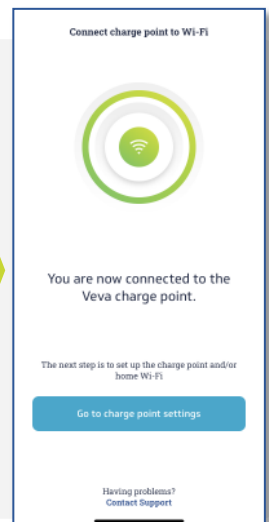 Connect charge point to Wi-Fi
You are now connected to the
Veva charge point.
The next step is to set up the charge point and/or
home Wi-Fi
Go to charge point settings
Having problems?
Contact Support